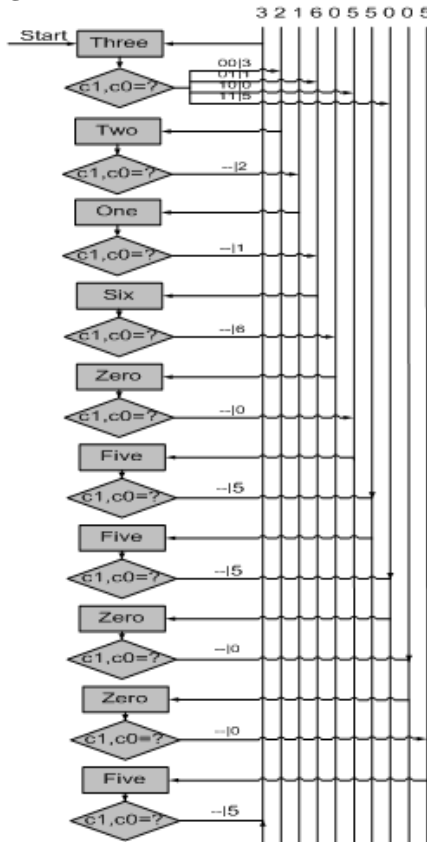 3 2 1 6 0 5 5 0 0 5
Start
Three
00|3
01|1
10|0
11|5
c1,c0=?
Two
c1,c0=?
--|2
One
c1,c0=?
--|1
Six
c1,c0=?
--|6
Zero
c1,c0=?
--|0
Five
c1,c0=?
--|5
Five
c1,c0=?
--|5
Zero
c1,c0=?
--|0
Zero
c1,c0=?
--|0
Five
c1,c0=?
--|5